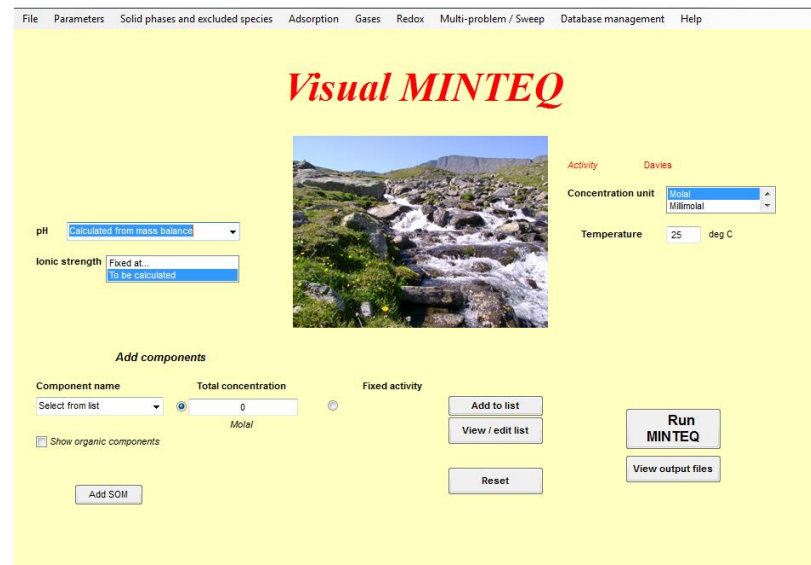 File Parameters Solid phases and excluded species Adsorption Gases Redox Multi-problem / Sweep Database management Help
Visual MINTEQ
Activity Davies
Concentration unit Molal
Millimolal
pH Calculated from mass balance
Temperature 25 deg C
Ionic strength Fixed at...
To be calculated
Add components
Component name Total concentration Fixed activity
Select from list 0 Add to list
Molal
Show organic components
View / edit list
Run
MINTEQ
View output files
Reset
Add SOM